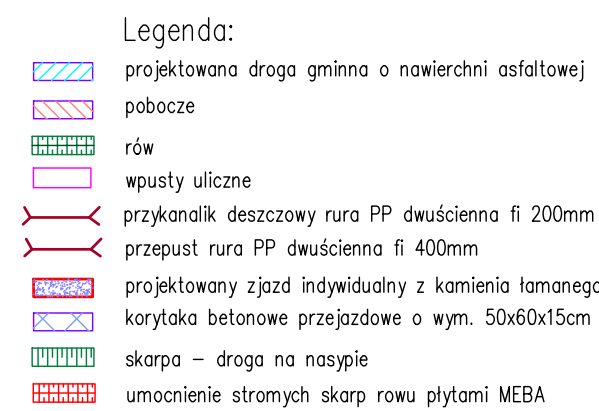 Legenda:
projektowana droga gminna o nawierchni asfaltowej
pobocze
rów
wpusty uliczne
przykanalik deszczowy rura PP dwuścienna fi 200mm
przepust rura PP dwuścienna fi 400mm
projektowany zjazd indywidualny z kamienia łamanego
korytaka betonowe przejazdowe o wym. 50x60x15cm
skarpa – droga na nasypie
umocnienie stromych skarp rowu płytami MEBA